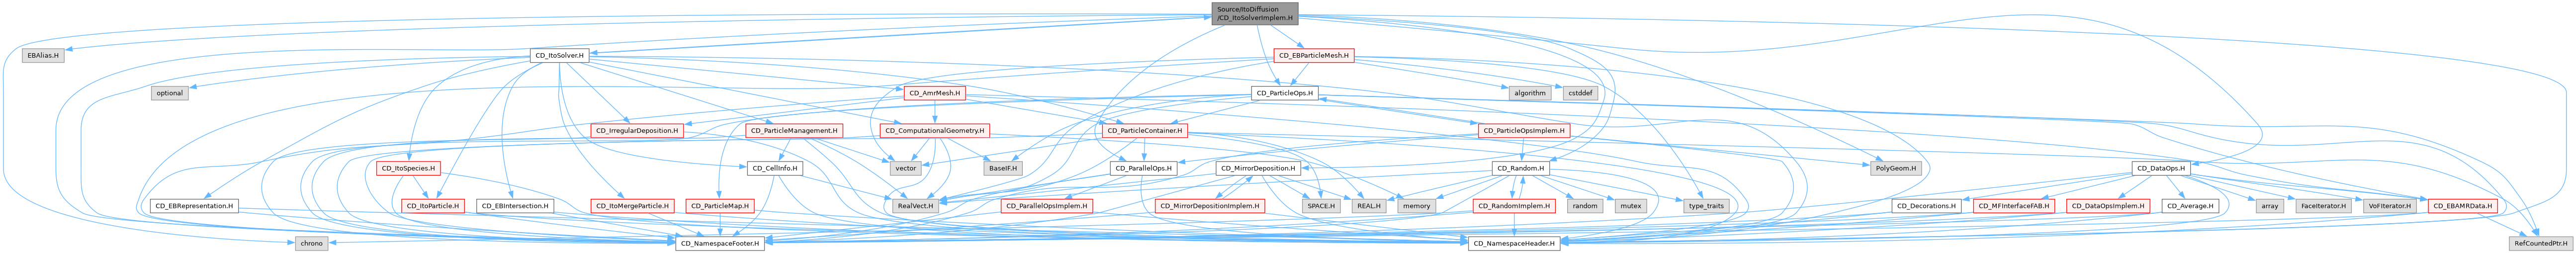 Source/ItoDiffusion
/CD_ItoSolverImplem.H
EBAlias.H
CD_ItoSolver.H
CD_EBParticleMesh.H
optional
CD_AmrMesh.H
CD_ParticleOps.H
algorithm
cstddef
CD_IrregularDeposition.H
CD_ParticleManagement.H
CD_ComputationalGeometry.H
CD_ParticleContainer.H
CD_ParticleOpsImplem.H
CD_ItoSpecies.H
CD_CellInfo.H
vector
BaseIF.H
CD_ParallelOps.H
CD_MirrorDeposition.H
CD_Random.H
PolyGeom.H
CD_DataOps.H
CD_EBRepresentation.H
CD_ItoParticle.H
CD_EBIntersection.H
CD_ItoMergeParticle.H
CD_ParticleMap.H
RealVect.H
CD_ParallelOpsImplem.H
CD_MirrorDepositionImplem.H
SPACE.H
REAL.H
memory
CD_RandomImplem.H
random
mutex
type_traits
CD_Decorations.H
CD_MFInterfaceFAB.H
CD_DataOpsImplem.H
CD_Average.H
array
FaceIterator.H
VoFIterator.H
CD_EBAMRData.H
chrono
CD_NamespaceFooter.H
CD_NamespaceHeader.H
RefCountedPtr.H